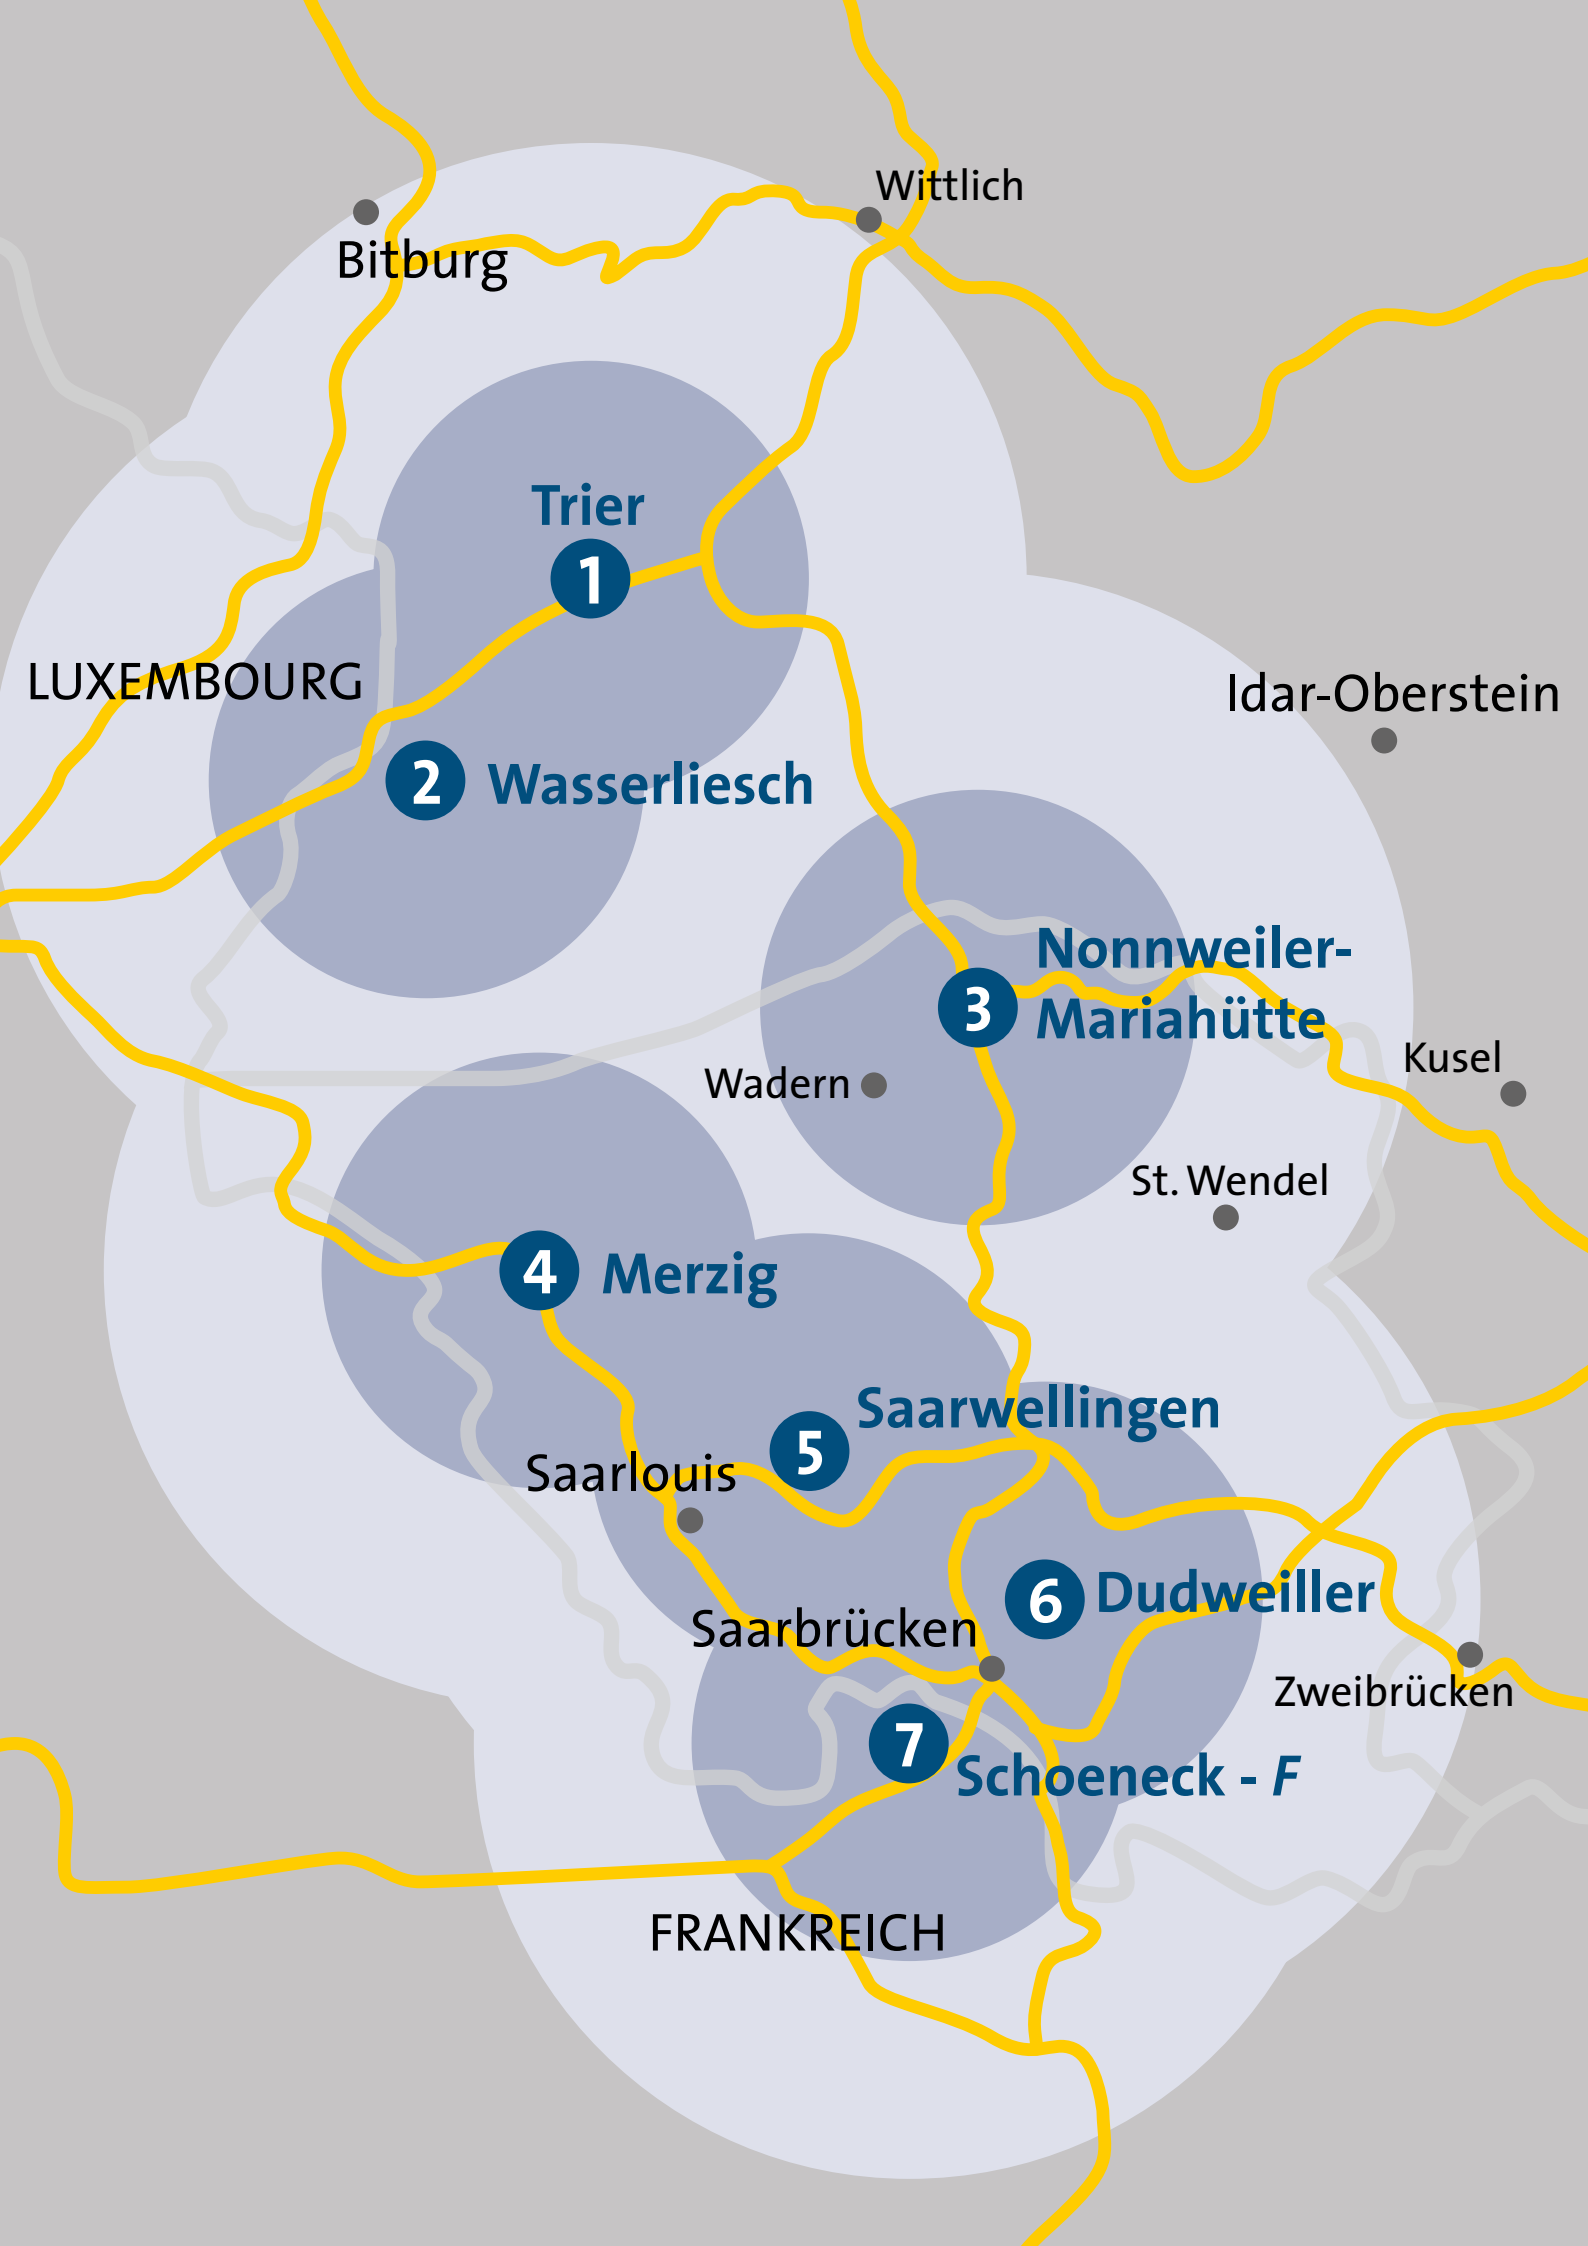 Wittlich
Bitburg
Trier
1
LUXEMBOURG
Idar-Oberstein
2 Wasserliesch
Nonnweiler-
3
Mariahütte
Kusel
Wadern
St. Wendel
4 Merzig
Saarwellingen
5
Saarlouis
6 Dudweiller
Saarbrücken
Zweibrücken
7
Schoeneck - F
FRANKREICH